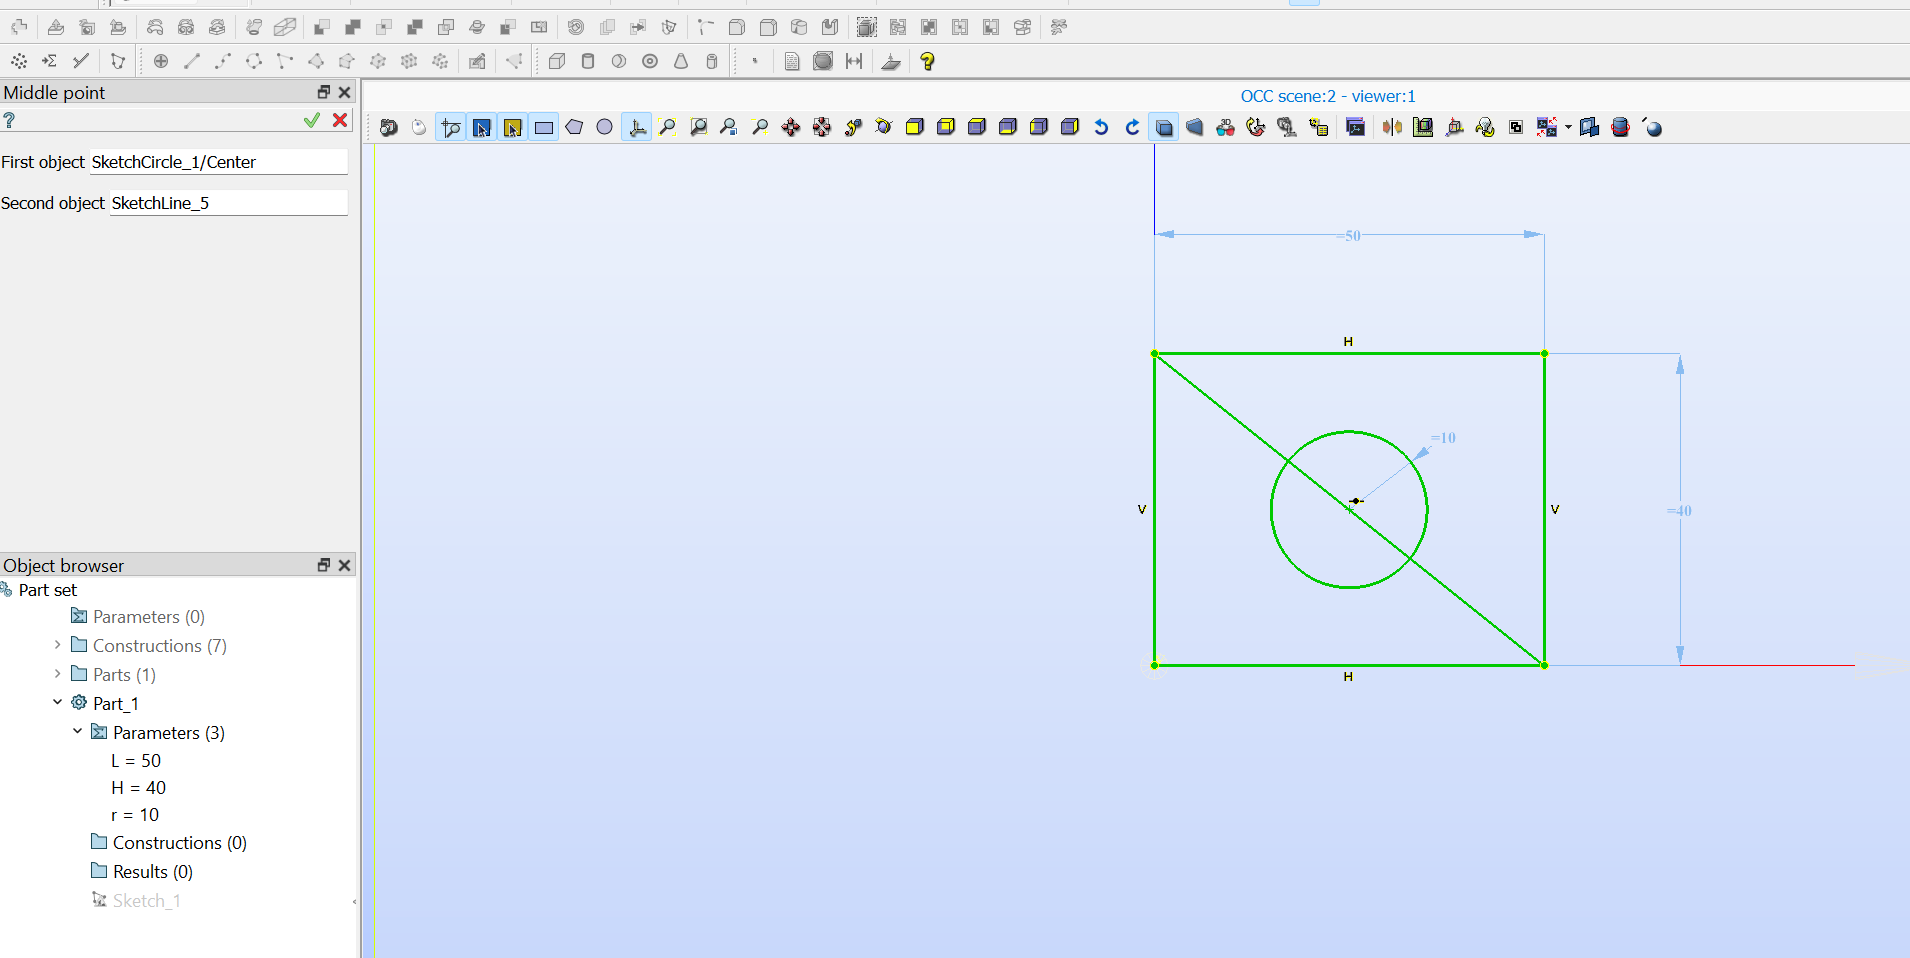 Middle point
OCC scene:2 - viewer:1
?
First object SketchCircle_1/Center
Second object SketchLine_5
=50
H
=10
V
V
=40
H
Object browser
Part set
Parameters (0)
Constructions (7)
Parts (1)
Part_1
Parameters (3)
L = 50
H = 40
r = 10
Constructions (0)
Results (0)
Sketch_1